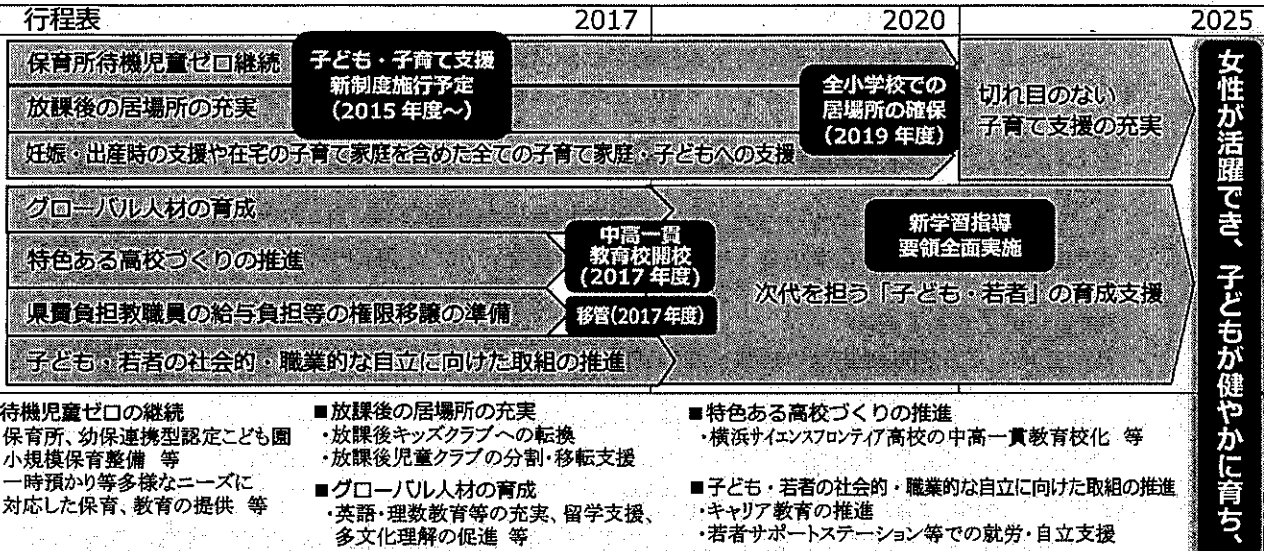 行程表
2017
2020
2025
保育所待機児童ゼロ継続
放課後の居場所の充実
妊娠・出産時の支援や在宅の子育て家庭を含めた全ての子育て家庭・子どもへの支援
子ども・子育て支援
新制度施行予定
(2015年度~)
全小学校での
居場所の確保
(2019年度)
切れ目のない
子育て支援の充実
グローバル人材の育成
特色ある高校づくりの推進
県費負担教職員の給与負担等の権限移譲の準備
子ども・若者の社会的・職業的な自立に向けた取組の推進
中高一貫
教育校開校
(2017年度)
移管(2017年度)
新学習指導
要領全面実施
次代を担う「子ども・若者」の育成支援
女性が活躍でき、子どもが健やかに育ち、
待機児童ゼロの継続
保育所、幼保連携型認定こども園
小規模保育整備 等
一時預かり等多様なニーズに
対応した保育、教育の提供 等
■放課後の居場所の充実
・放課後キッズクラブへの転換
・放課後児童クラブの分割・移転支援
■グローバル人材の育成
・英語・理数教育等の充実、留学支援、
多文化理解の促進 等
■特色ある高校づくりの推進
・横浜サイエンスフロンティア高校の中高一貫教育校化 等
■子ども・若者の社会的・職業的な自立に向けた取組の推進
・キャリア教育の推進
・若者サポートステーション等での就労・自立支援